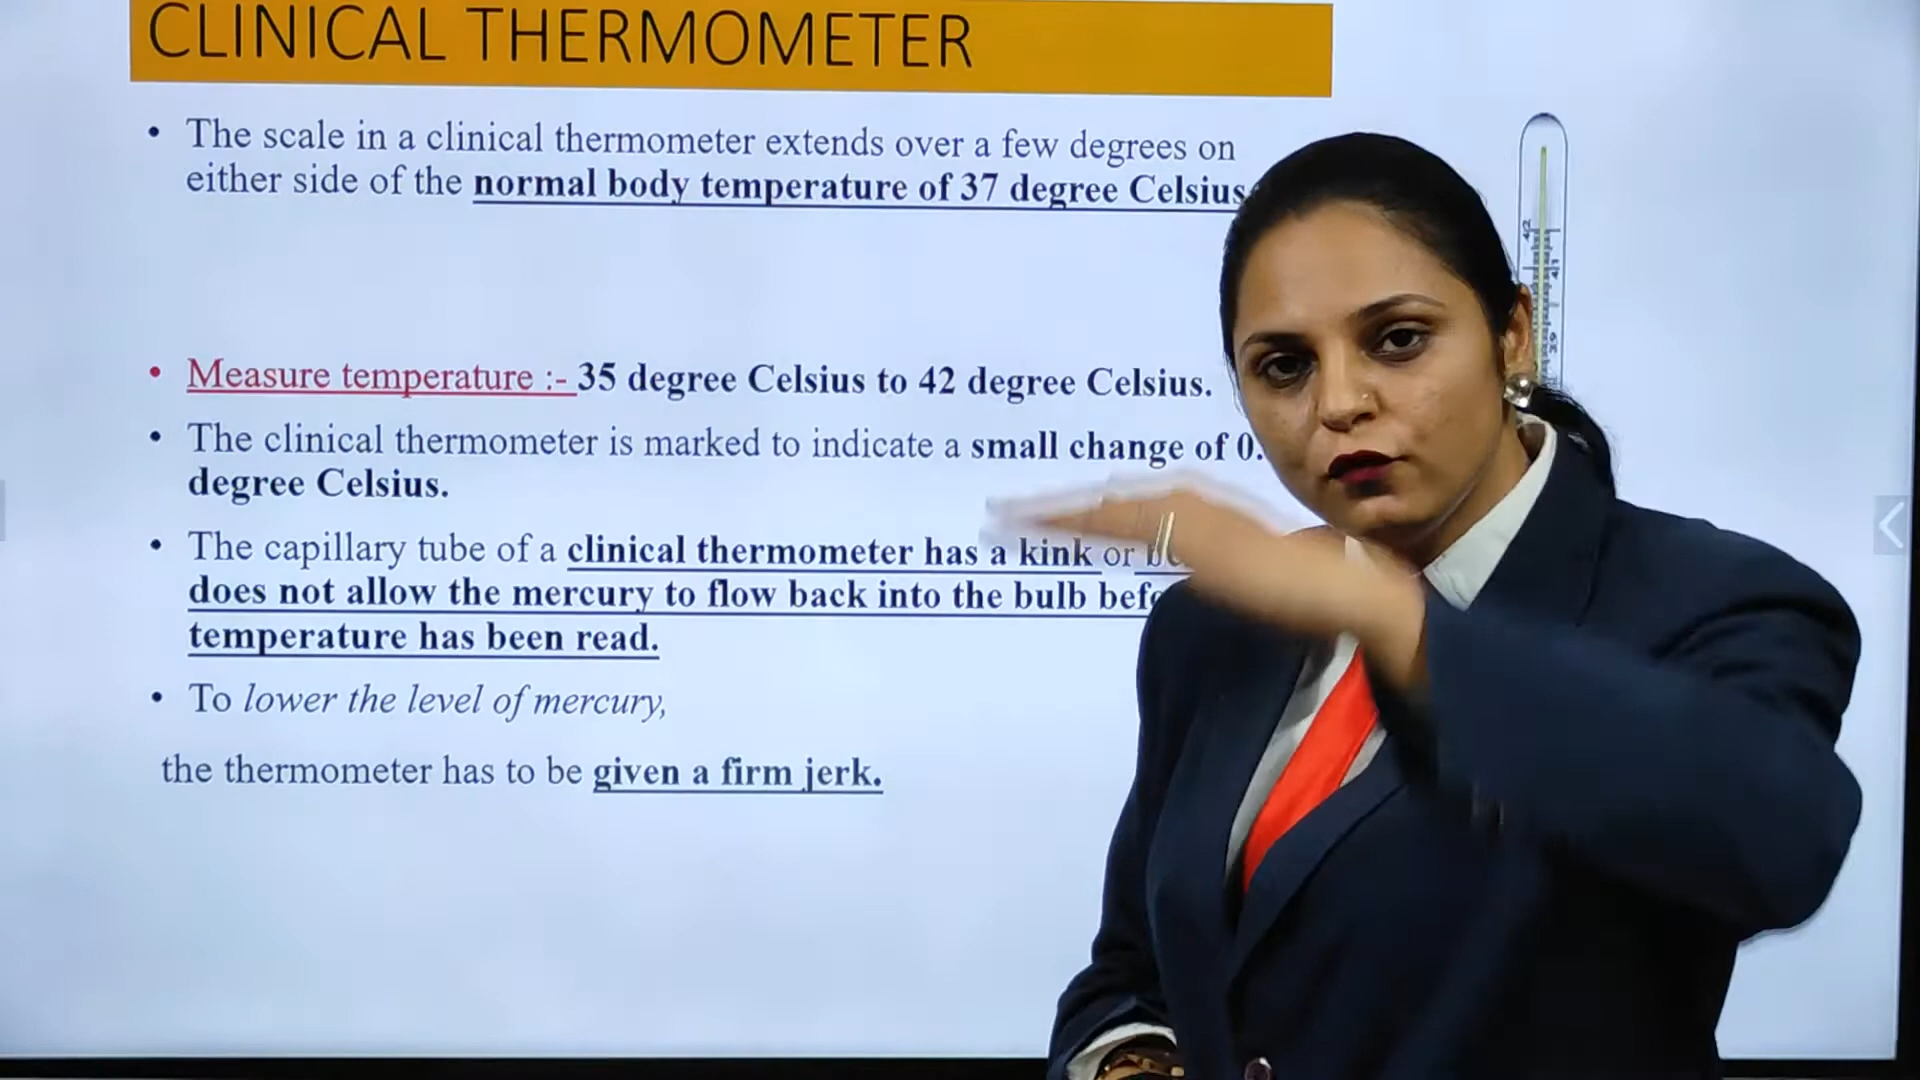 CLINICAL THERMOMETER
• The scale in a clinical thermometer extends over a few degrees on
either side of the normal body temperature of 37 degree Celsius
• Measure temperature :- 35 degree Celsius to 42 degree Celsius.
• The clinical thermometer is marked to indicate a small change of 0.
degree Celsius.
• The capillary tube of a clinical thermometer has a kink or
does not allow the mercury to flow back into the bulb
temperature has been read.
• To lower the level of mercury,
the thermometer has to be given a firm jerk.
42
41
39